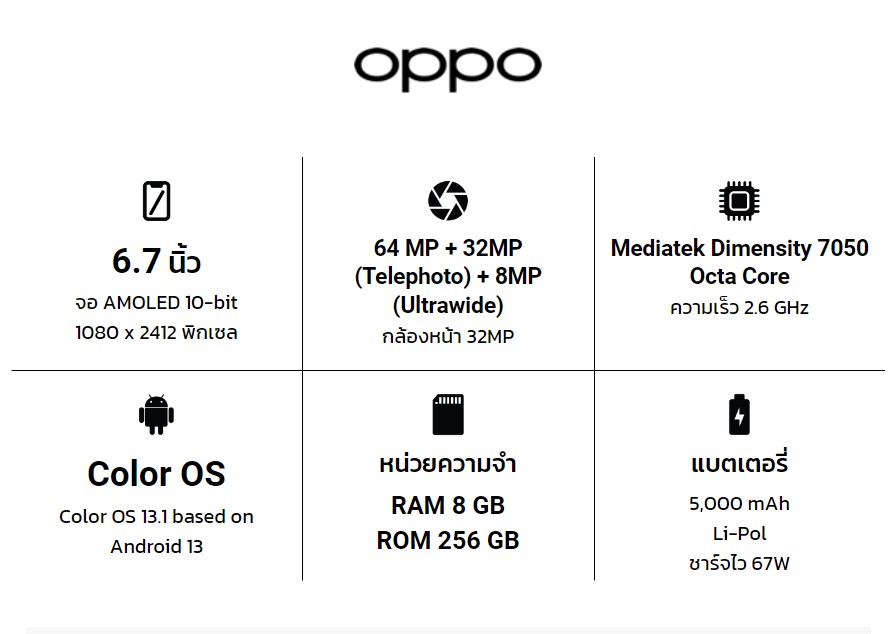 oppo
6.7 นิ้ว
จอ AMOLED 10-bit
1080 x 2412 พิกเซล
64 MP + 32MP
(Telephoto) + 8MP
(Ultrawide)
กล้องหน้า 32MP
Mediatek Dimensity 7050
Octa Core
ความเร็ว 2.6 GHz
Color OS
Color OS 13.1 based on
Android 13
หน่วยความจำ
RAM 8 GB
ROM 256 GB
แบตเตอรี่
5,000 mAh
Li-Pol
ชาร์จไว 67W